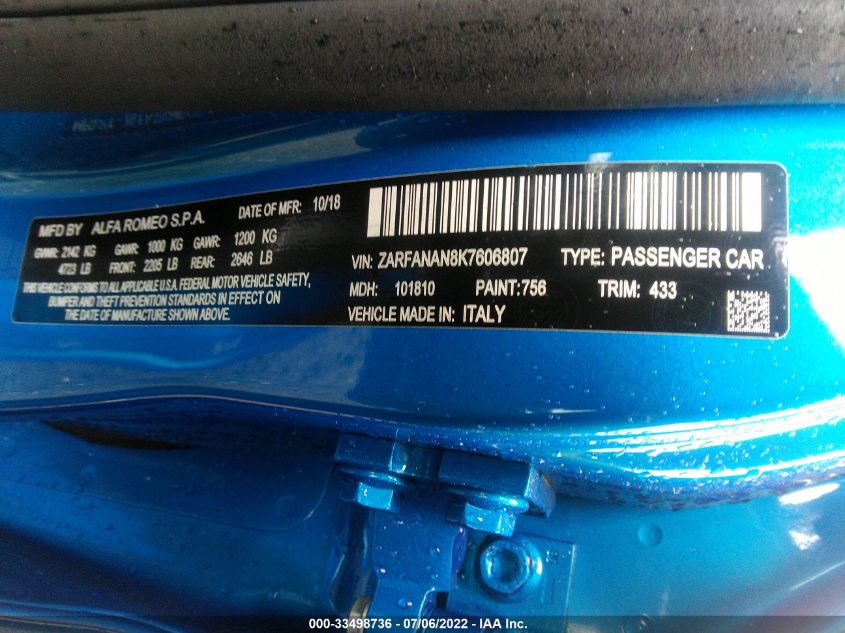 MFD BY ALFA ROMEO S.P.A. DATE OF MFR: 10/18
GVWR: 2142 KG GAWR: 1000 KG GAWR: 1200 KG
4723 LB FRONT: 2205 LB REAR: 2646 LB
THIS VEHICLE CONFORMS TO ALL APPLICABLE U.S.A. FEDERAL MOTOR VEHICLE SAFETY,
BUMPER AND THEFT PREVENTION STANDARDS IN EFFECT ON
THE DATE OF MANUFACTURE SHOWN ABOVE.
VIN: ZARFANAN8K7606807 TYPE: PASSENGER CAR
MDH: 101810 PAINT:756 TRIM: 433
VEHICLE MADE IN: ITALY
000-33498736 - 07/06/2022 - IAA Inc.